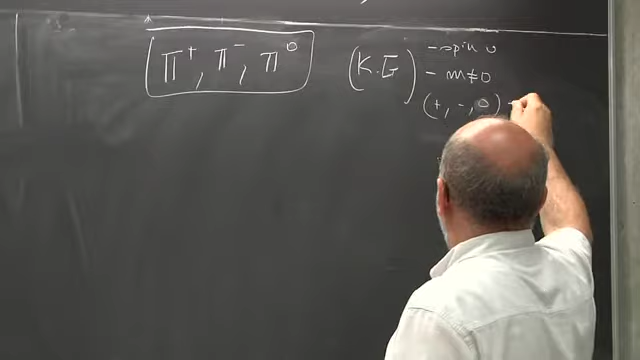 π⁺, π⁻, π⁰ (K.G) - spin 0
- m≠0
(+, -, 0)